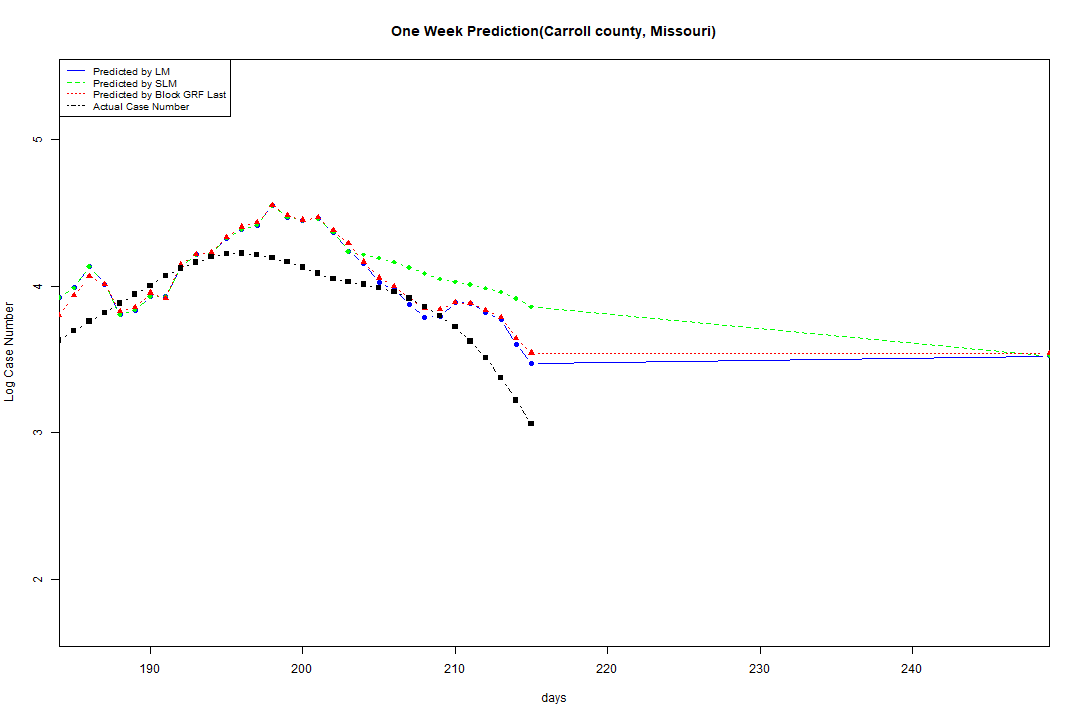 One Week Prediction(Carroll county, Missouri)
Predicted by LM
Predicted by SLM
Predicted by Block GRF Last
Actual Case Number
5
4
3
2
Log Case Number
190 200 210 220 230 240
days